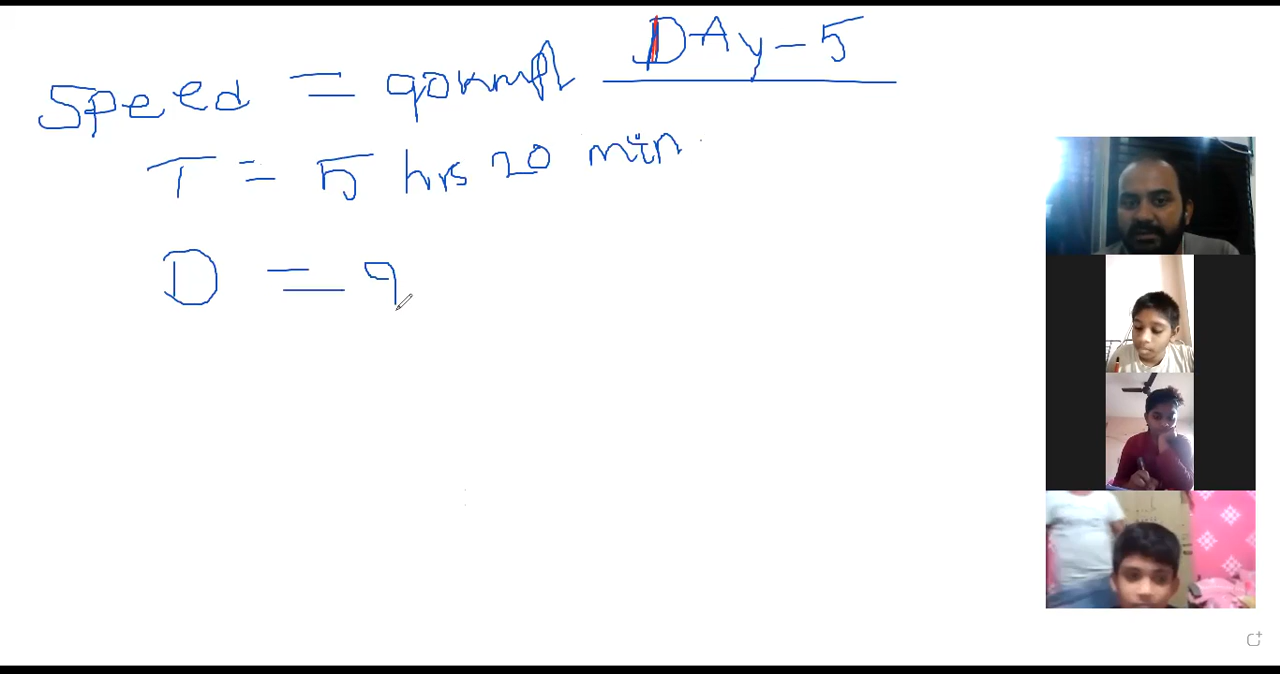 DAy - 5
Speed = 90kmph
T = 5 hrs 20 min
D = 9